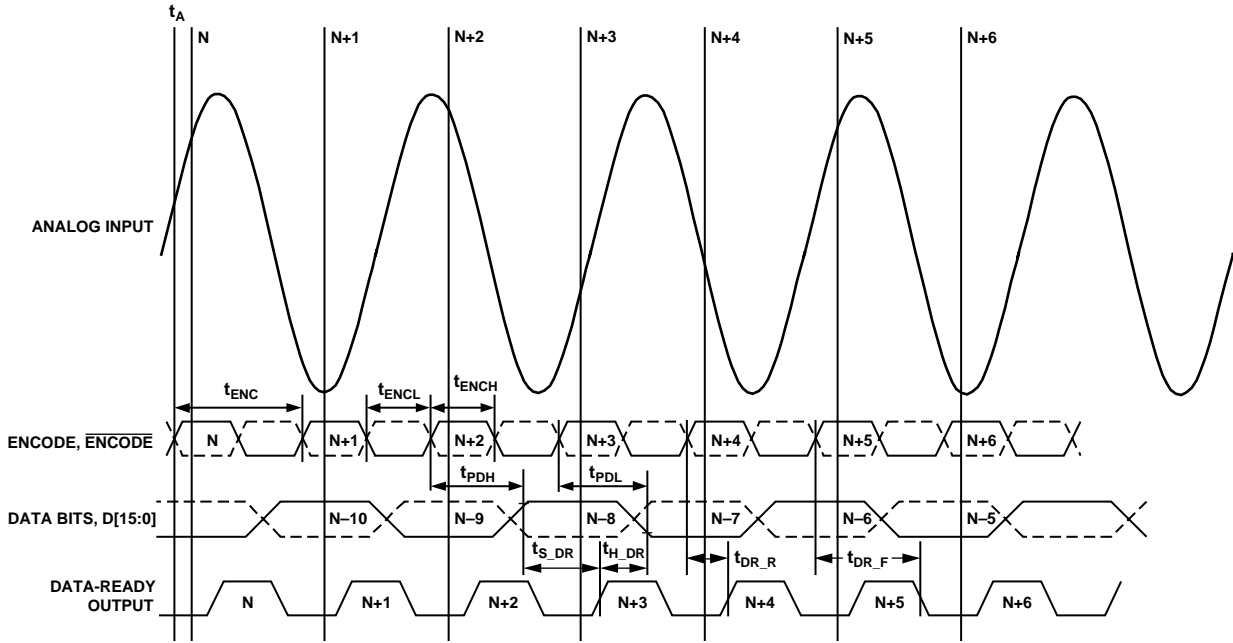 tA
N N+1 N+2 N+3 N+4 N+5 N+6
ANALOG INPUT
tENC tENCL tENCH
ENCODE, ENCODE N N+1 N+2 N+3 N+4 N+5 N+6
tPDH tPDL
DATA BITS, D[15:0] N–10 N–9 N–8 N–7 N–6 N–5
tS_DR tH_DR tDR_R tDR_F
DATA-READY
OUTPUT N N+1 N+2 N+3 N+4 N+5 N+6